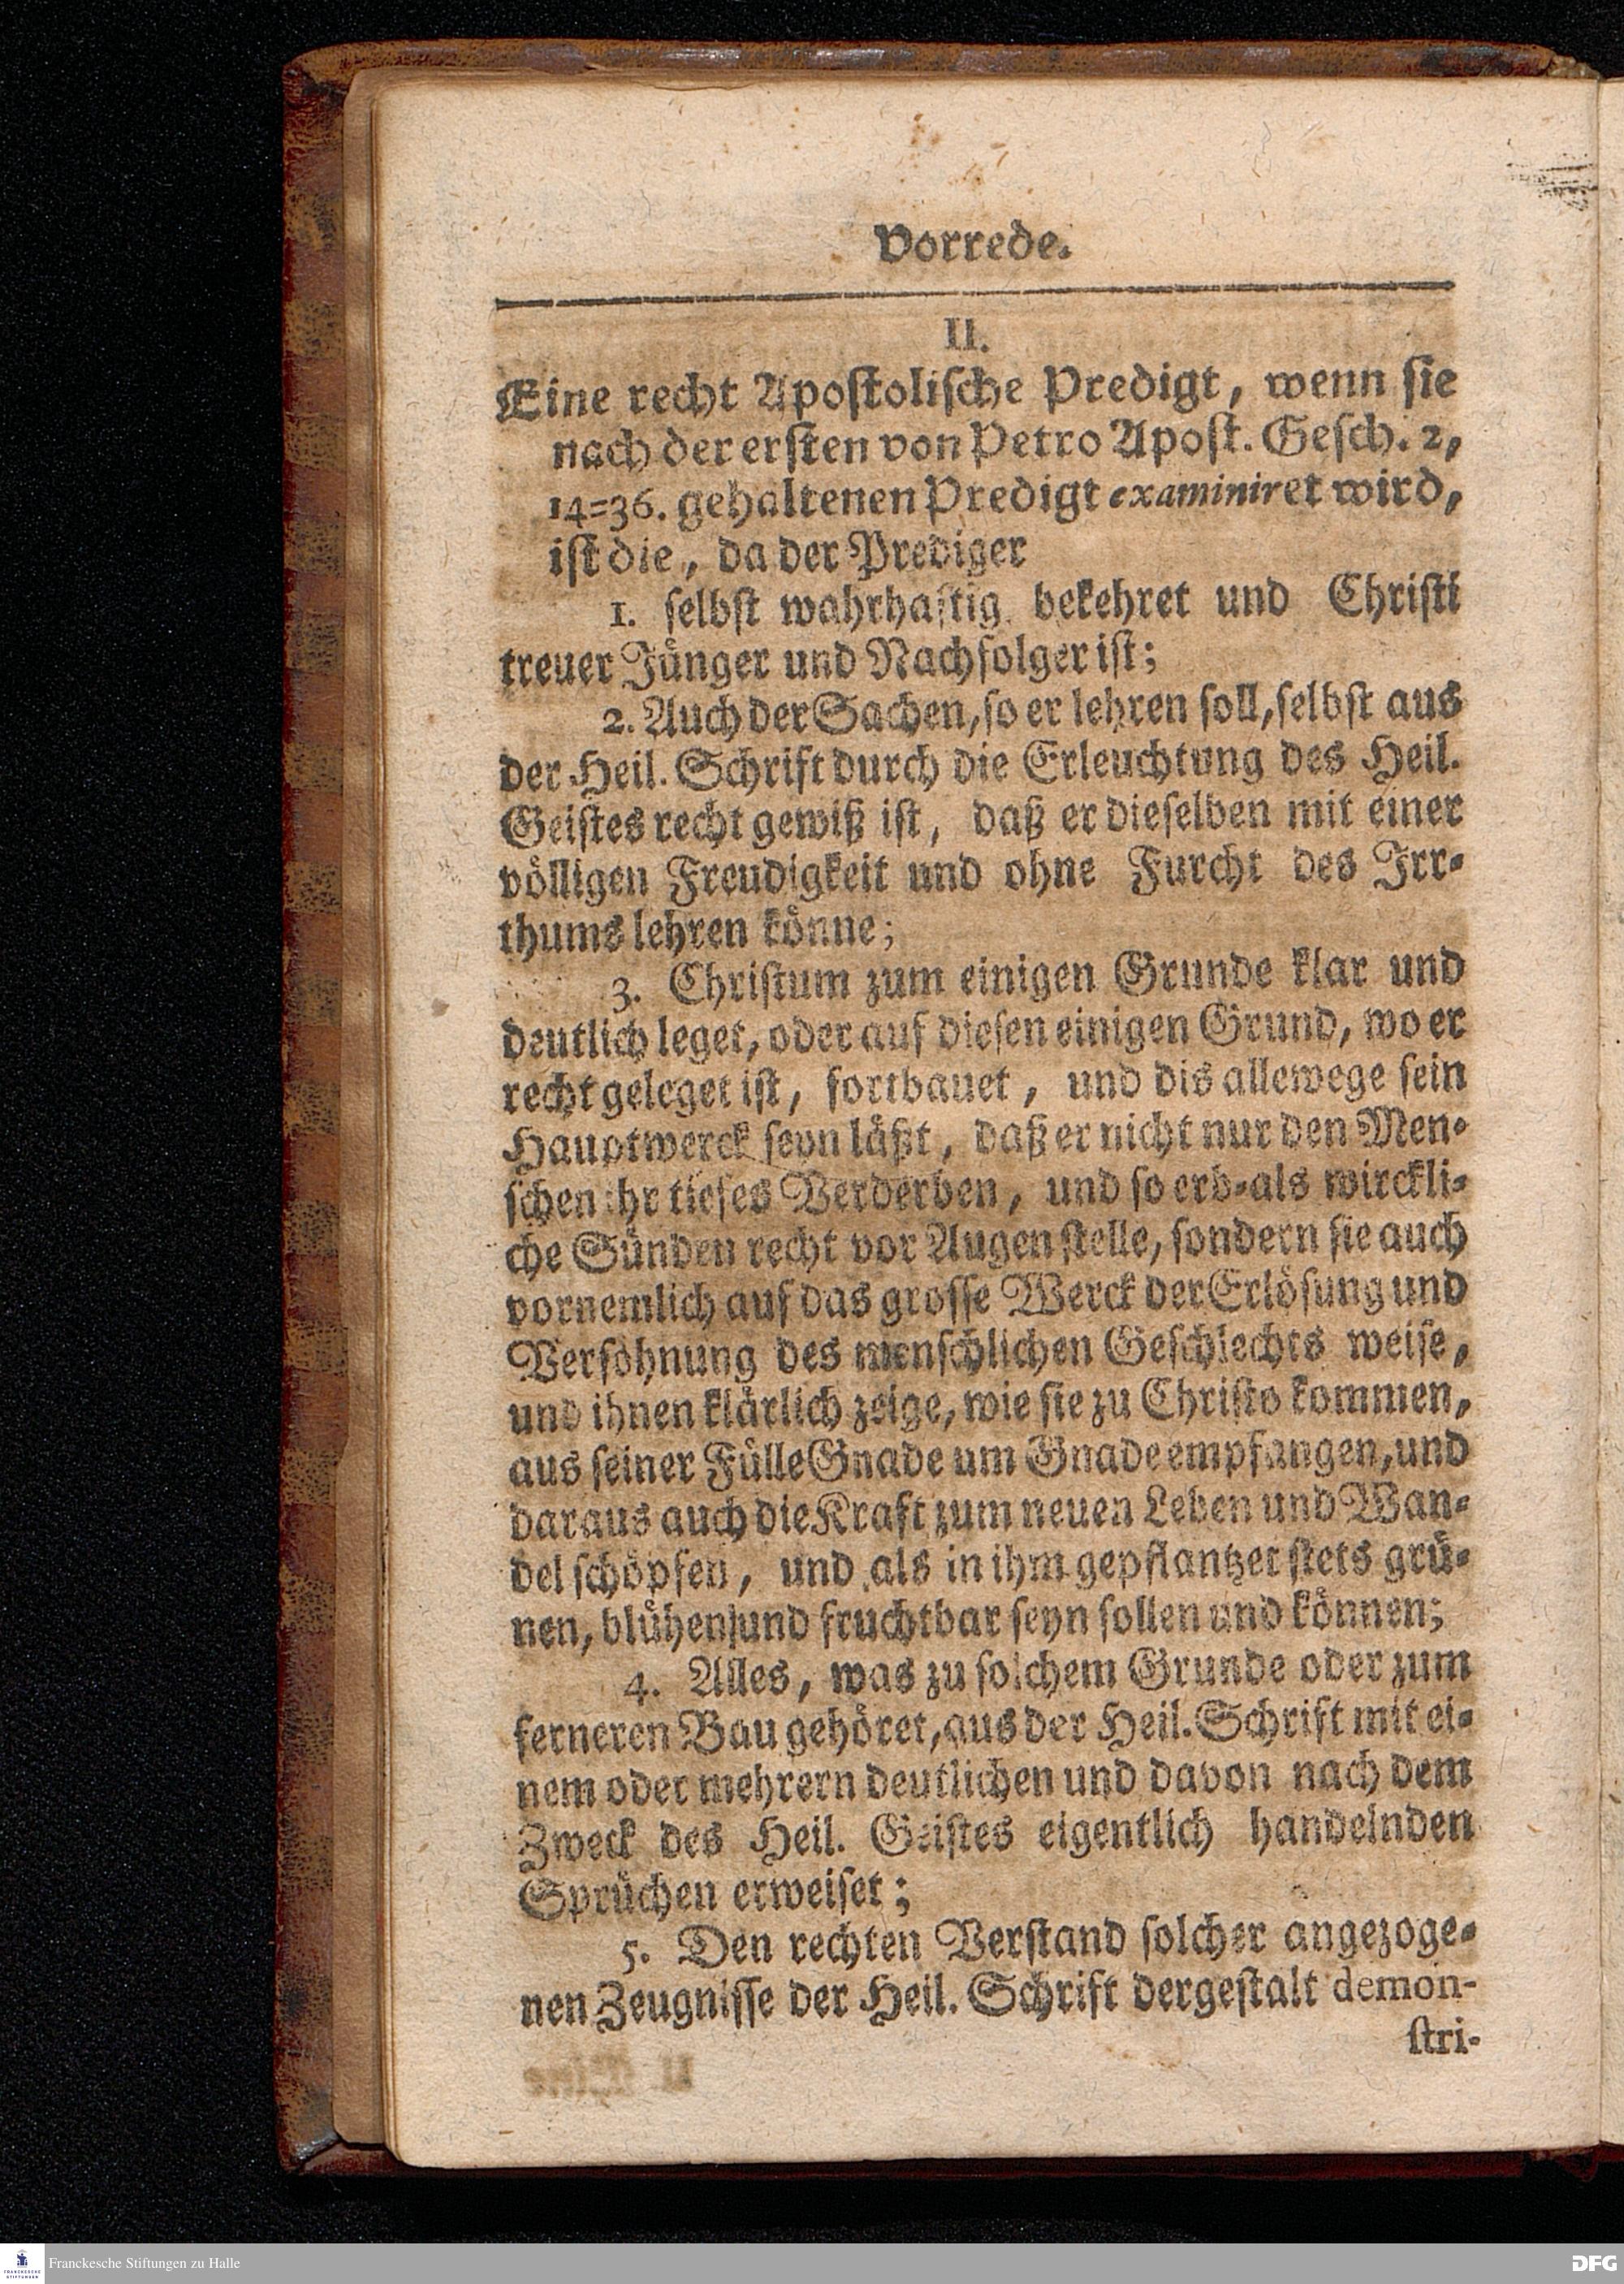 Vorrede.
II.
Eine recht Apostolische Predigt, wenn sie
nach der ersten von Petro Apost. Gesch. 2,
14=36. gehaltenen Predigt examiniret wird,
ist die, da der Prediger
1. selbst wahrhaftig bekehret und Christi
treuer Jünger und Nachfolger ist;
2. Auch der Sachen, so er lehren soll, selbst aus
der Heil. Schrift durch die Erleuchtung des Heil.
Geistes recht gewiß ist, daß er dieselben mit einer
völligen Freudigkeit und ohne Furcht des Irr-
thums lehren könne;
3. Christum zum einigen Grunde klar und
deutlich leget, oder auf diesen einigen Grund, wo er
recht geleget ist, fortbauet, und dis allewege sein
Hauptwerck seyn läßt, daß er nicht nur den Men-
schen ihr tiefes Verderben, und so erb-als wirckli-
che Sünden recht vor Augen stelle, sondern sie auch
vornemlich auf das grosse Werck der Erlösung und
Versöhnung des menschlichen Geschlechts weise,
und ihnen klärlich zeige, wie sie zu Christo kommen,
aus seiner Fülle Gnade um Gnade empfangen, und
daraus auch die Kraft zum neuen Leben und Wan-
del schöpfen, und als in ihm gepflantzet stets grü-
nen, blühen und fruchtbar seyn sollen und können;
4. Alles, was zu solchem Grunde oder zum
ferneren Bau gehöret, aus der Heil. Schrift mit ei-
nem oder mehrern deutlichen und davon nach dem
Zweck des Heil. Geistes eigentlich handelnden
Sprüchen erweiset;
5. Den rechten Verstand solcher angezoge-
nen Zeugnisse der Heil. Schrift dergestalt demon-
stri-
Franckesche Stiftungen zu Halle
DFG